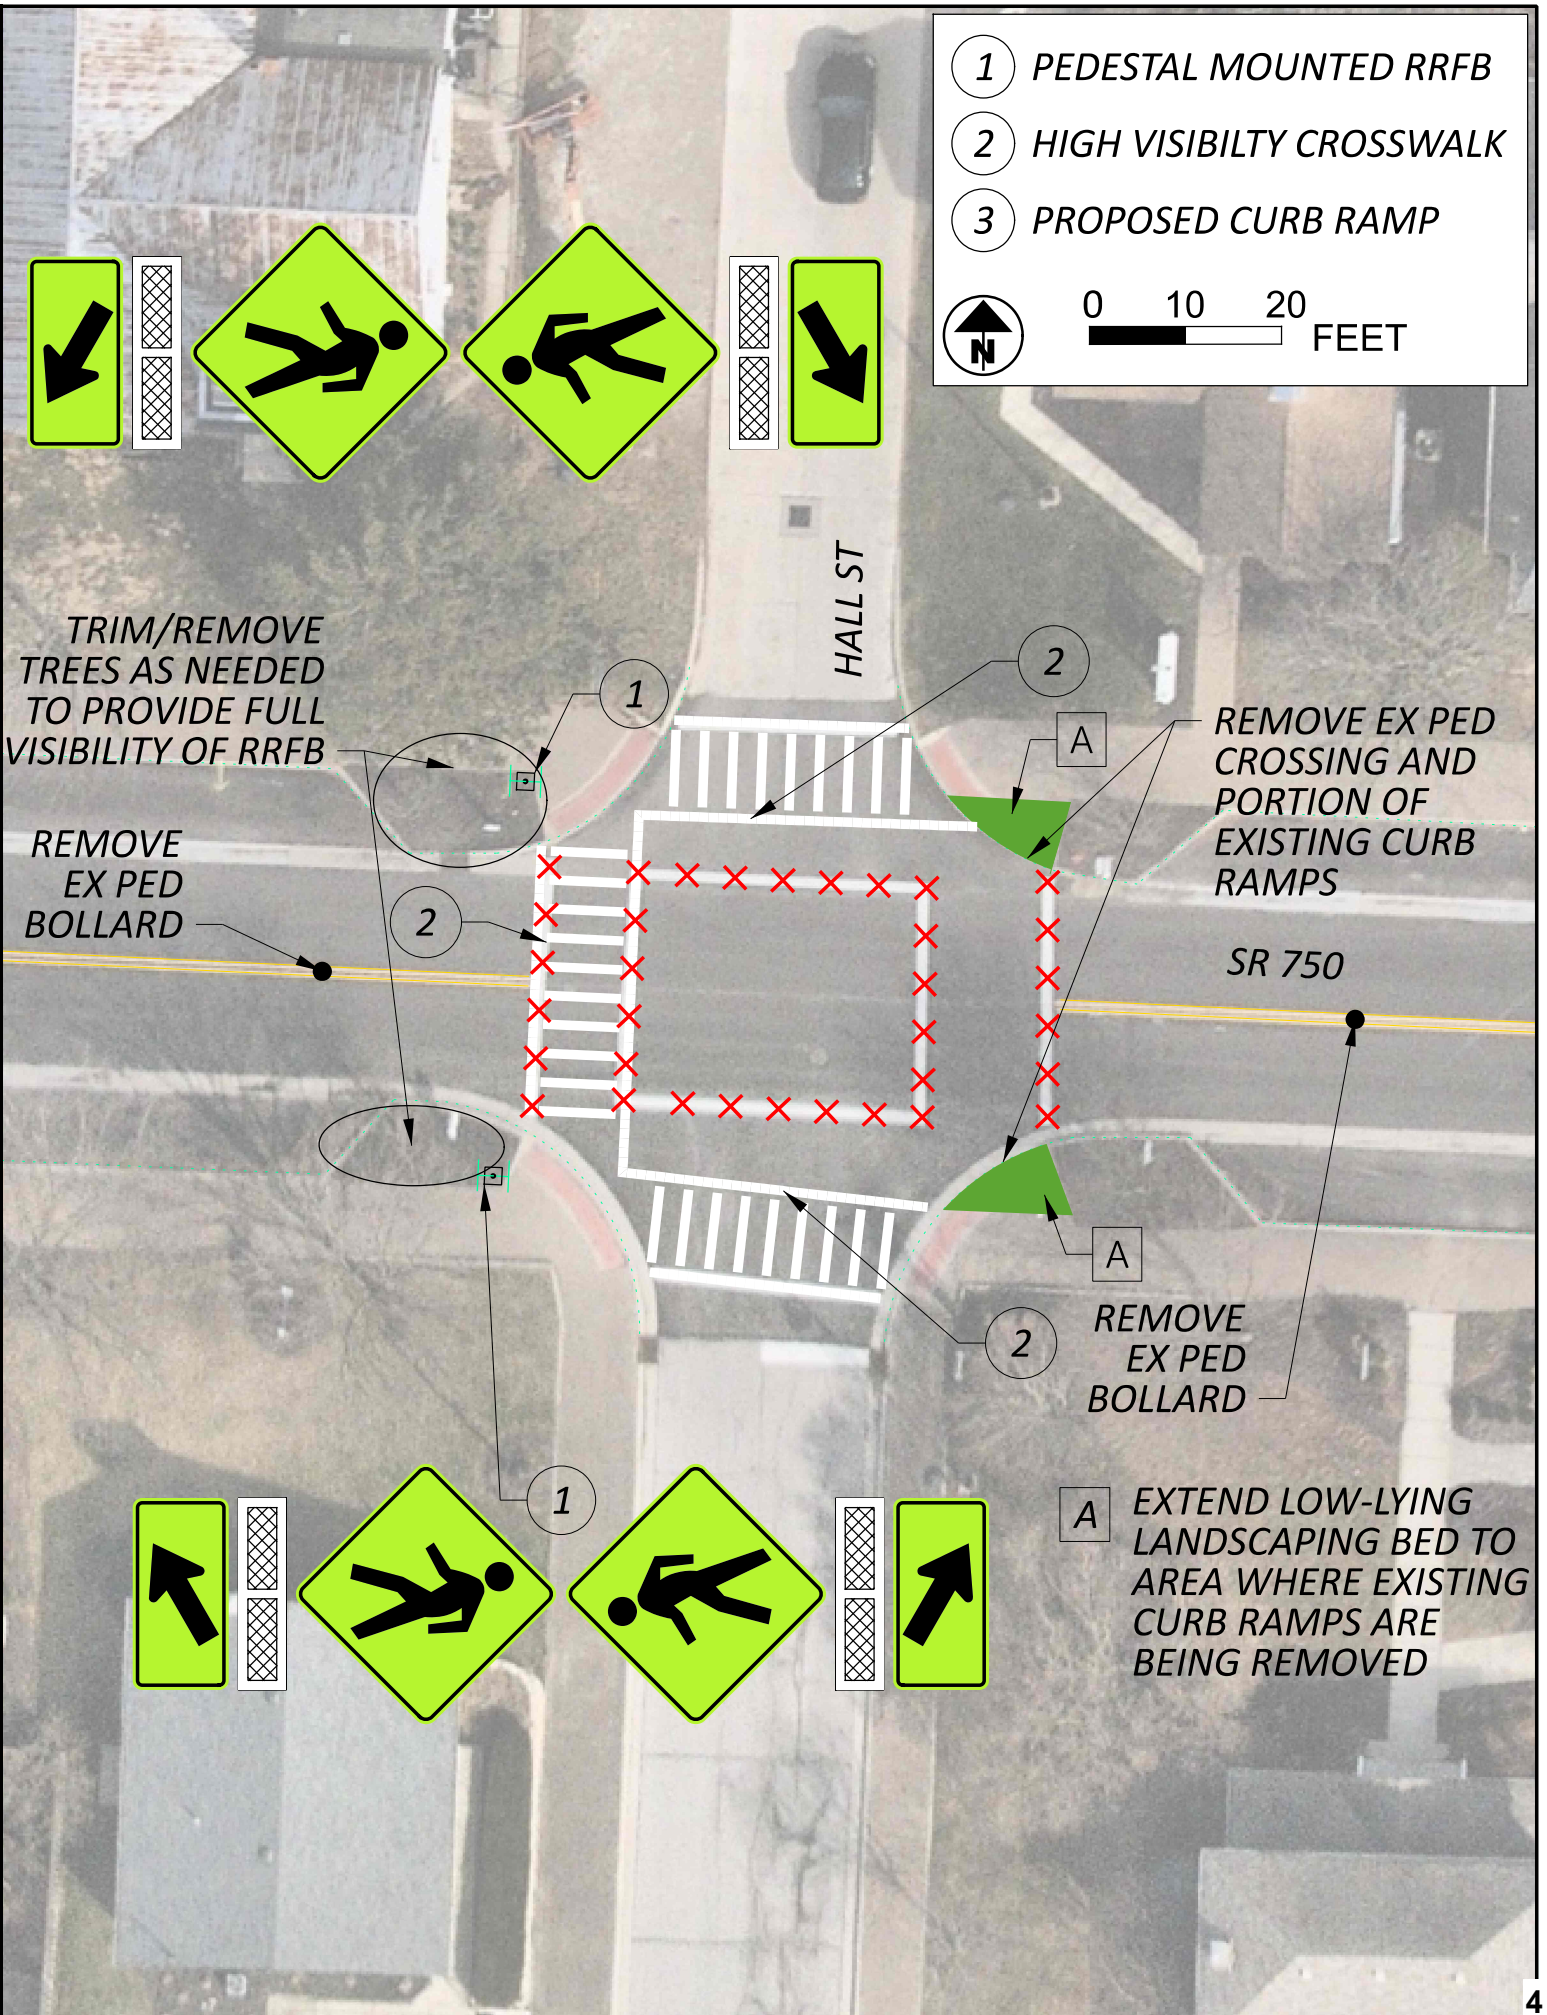 1 PEDESTAL MOUNTED RRFB
2 HIGH VISIBILTY CROSSWALK
3 PROPOSED CURB RAMP
N
0 10 20
FEET
HALL ST
TRIM/REMOVE
TREES AS NEEDED
TO PROVIDE FULL
VISIBILITY OF RRFB
1
2
A
REMOVE EX PED
CROSSING AND
PORTION OF
EXISTING CURB
RAMPS
REMOVE
EX PED
BOLLARD
2
SR 750
A
2
REMOVE
EX PED
BOLLARD
1
A EXTEND LOW-LYING
LANDSCAPING BED TO
AREA WHERE EXISTING
CURB RAMPS ARE
BEING REMOVED
4